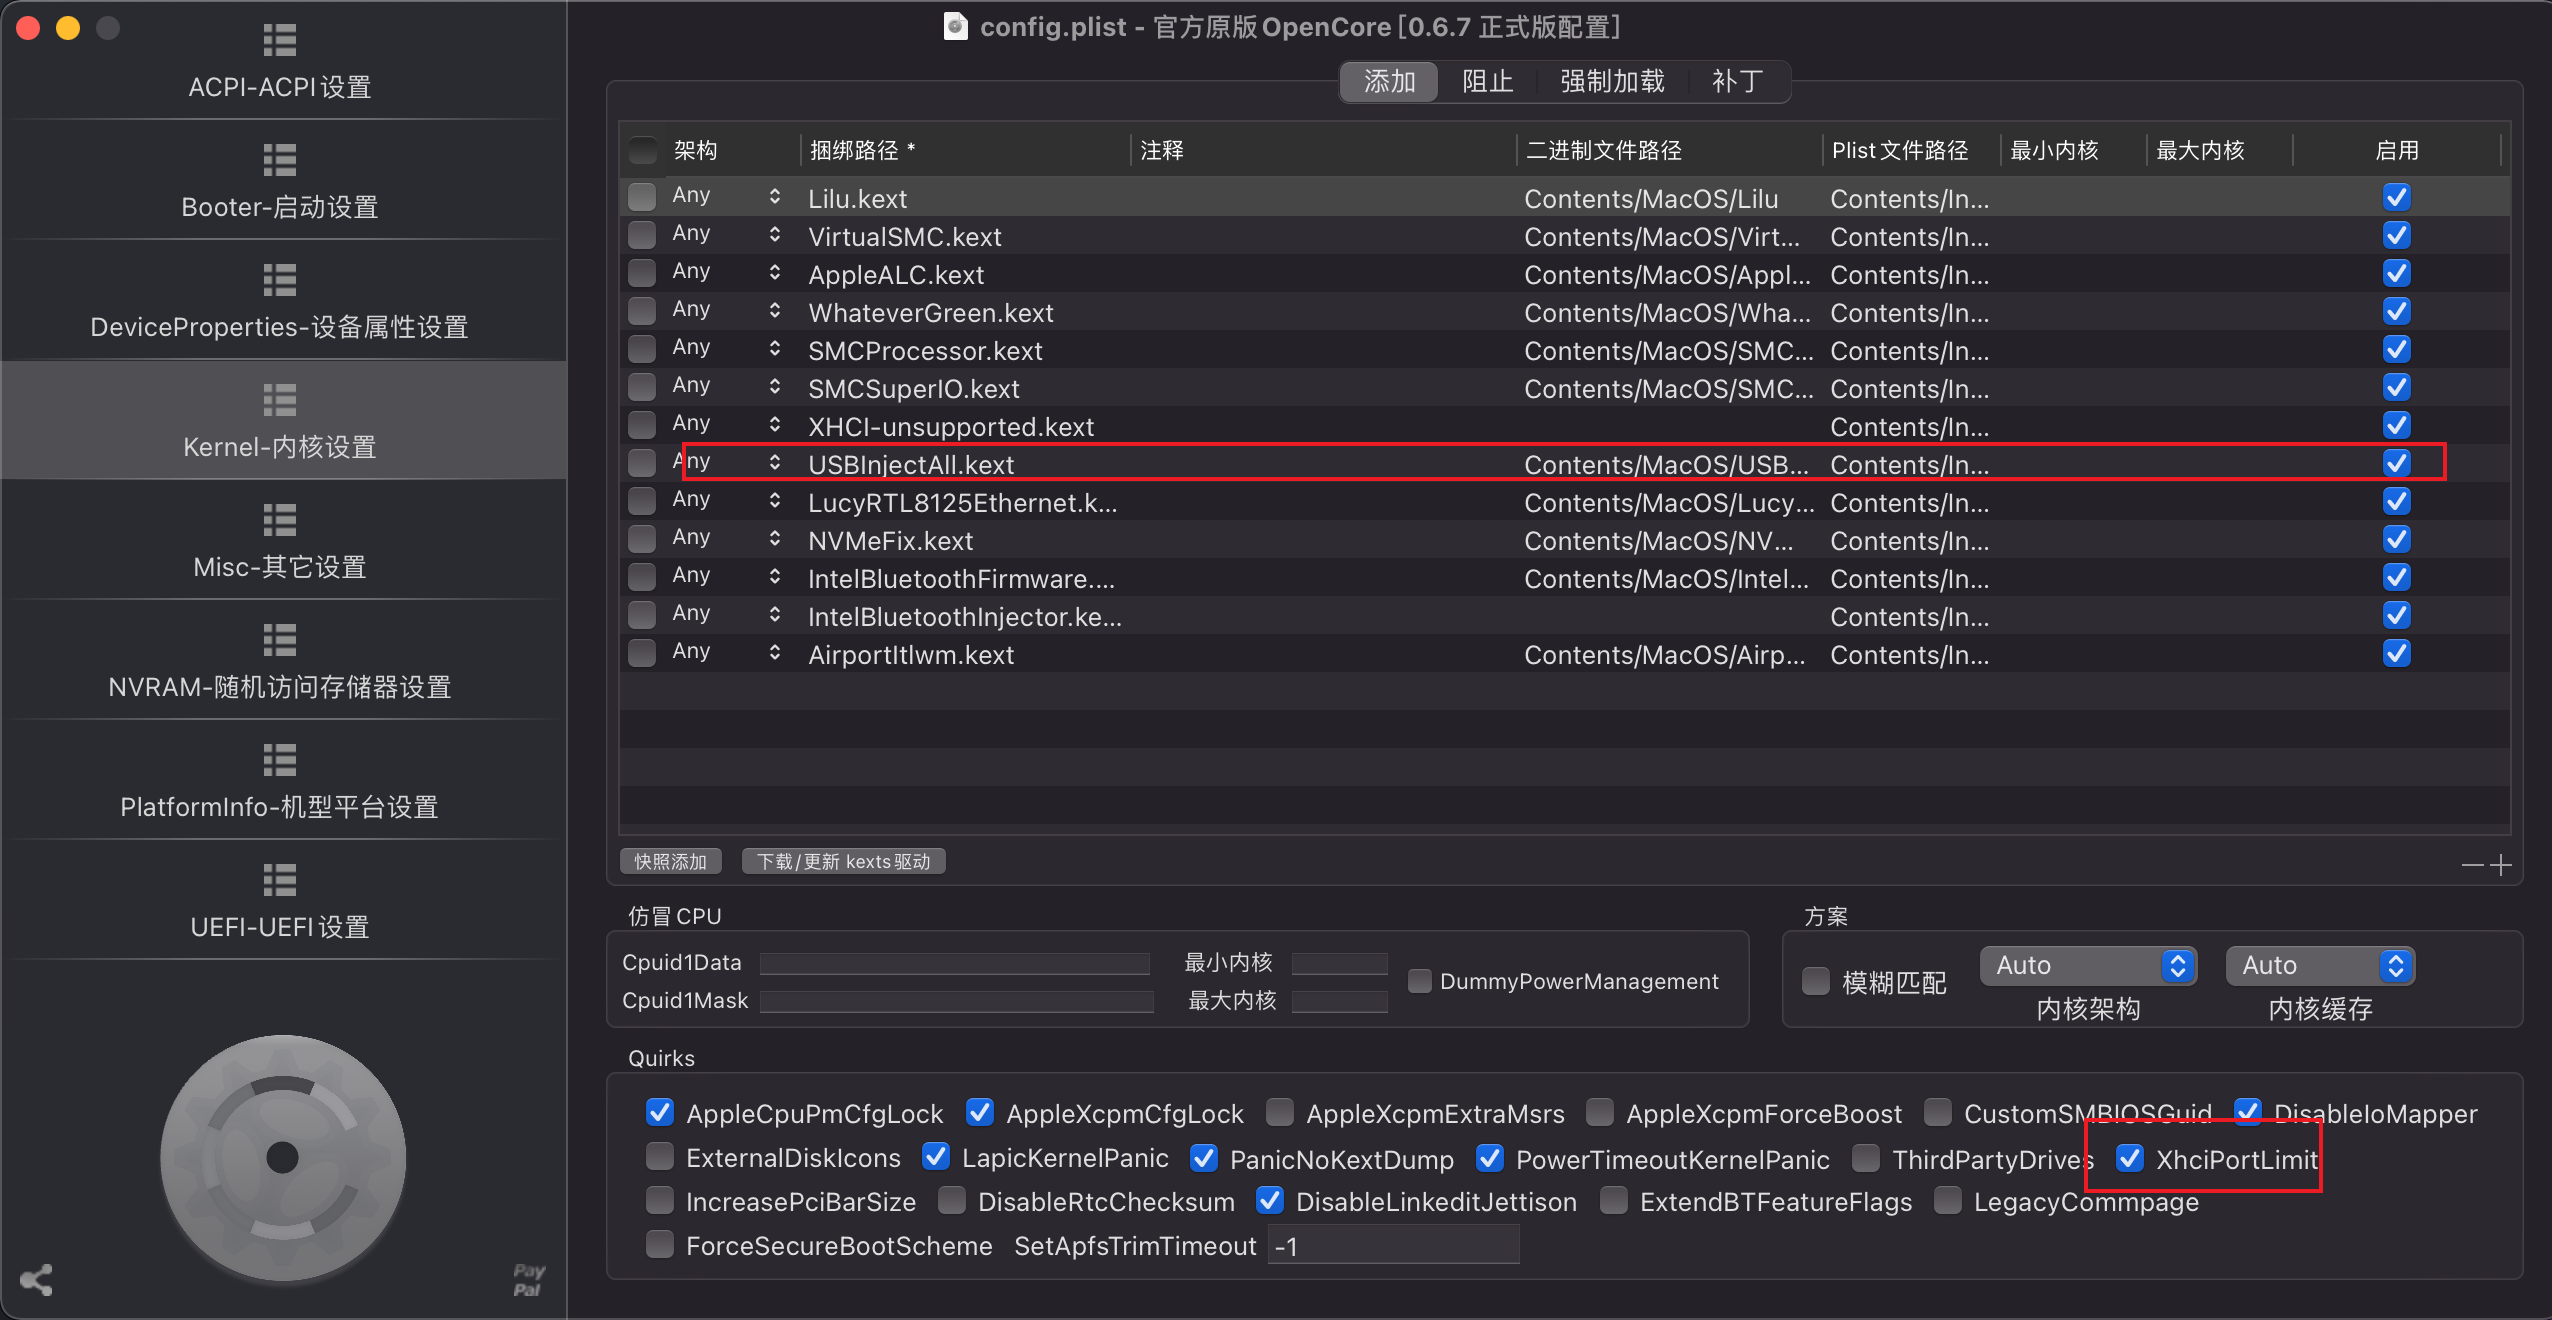 config.plist - 官方原版OpenCore [0.6.7 正式版配置]
ACPI-ACPI设置
Booter-启动设置
DeviceProperties-设备属性设置
Kernel-内核设置
Misc-其它设置
NVRAM-随机访问存储器设置
PlatformInfo-机型平台设置
UEFI-UEFI设置
Pay
Pal
添加 阻止 强制加载 补丁
架构 捆绑路径 * 注释 二进制文件路径 Plist文件路径 最小内核 最大内核 启用
Any Lilu.kext Contents/MacOS/Lilu Contents/In...
Any VirtualSMC.kext Contents/MacOS/Virt... Contents/In...
Any AppleALC.kext Contents/MacOS/Appl... Contents/In...
Any WhateverGreen.kext Contents/MacOS/Wha... Contents/In...
Any SMCProcessor.kext Contents/MacOS/SMC... Contents/In...
Any SMCSuperIO.kext Contents/MacOS/SMC... Contents/In...
Any XHCI-unsupported.kext Contents/In...
Any USBInjectAll.kext Contents/MacOS/USB... Contents/In...
Any LucyRTL8125Ethernet.k... Contents/MacOS/Lucy... Contents/In...
Any NVMeFix.kext Contents/MacOS/NV... Contents/In...
Any IntelBluetoothFirmware.... Contents/MacOS/Intel... Contents/In...
Any IntelBluetoothInjector.ke... Contents/In...
Any AirportItlwm.kext Contents/MacOS/Airp... Contents/In...
快照添加 下载/更新 kexts驱动
仿冒CPU
Cpuid1Data 最小内核
Cpuid1Mask 最大内核
DummyPowerManagement
方案
模糊匹配 Auto Auto
内核架构 内核缓存
Quirks
AppleCpuPmCfgLock AppleXcpmCfgLock AppleXcpmExtraMsrs AppleXcpmForceBoost CustomSMBIOSGuid DisableIoMapper
ExternalDiskIcons LapicKernelPanic PanicNoKextDump PowerTimeoutKernelPanic ThirdPartyDrives XhciPortLimit
IncreasePciBarSize DisableRtcChecksum DisableLinkeditJettison ExtendBTFeatureFlags LegacyCommpage
ForceSecureBootScheme SetApfsTrimTimeout -1